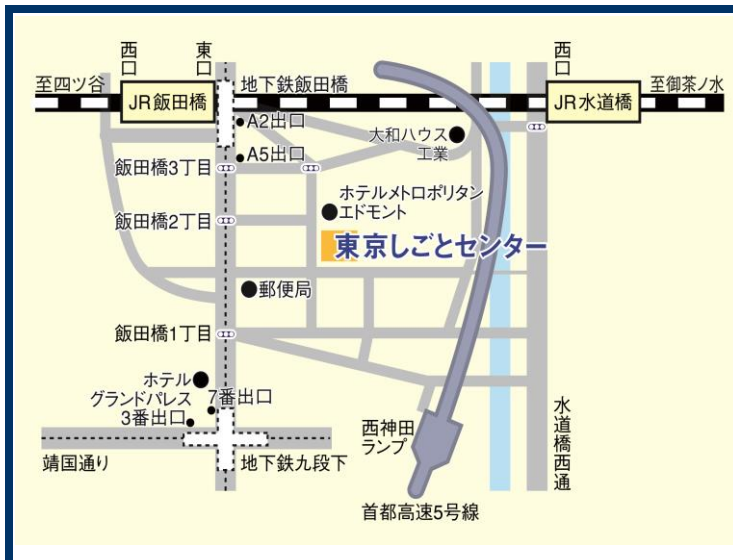 西口
東口
西口
至四ツ谷
地下鉄飯田橋
至御茶ノ水
JR飯田橋
JR水道橋
A2出口
大和ハウス
工業
A5出口
飯田橋3丁目
ホテルメトロポリタン
エドモント
飯田橋2丁目
東京しごとセンター
郵便局
飯田橋1丁目
ホテル
グランドパレス
7番出口
3番出口
西神田
ランプ
水道橋西通
靖国通り
地下鉄九段下
首都高速5号線